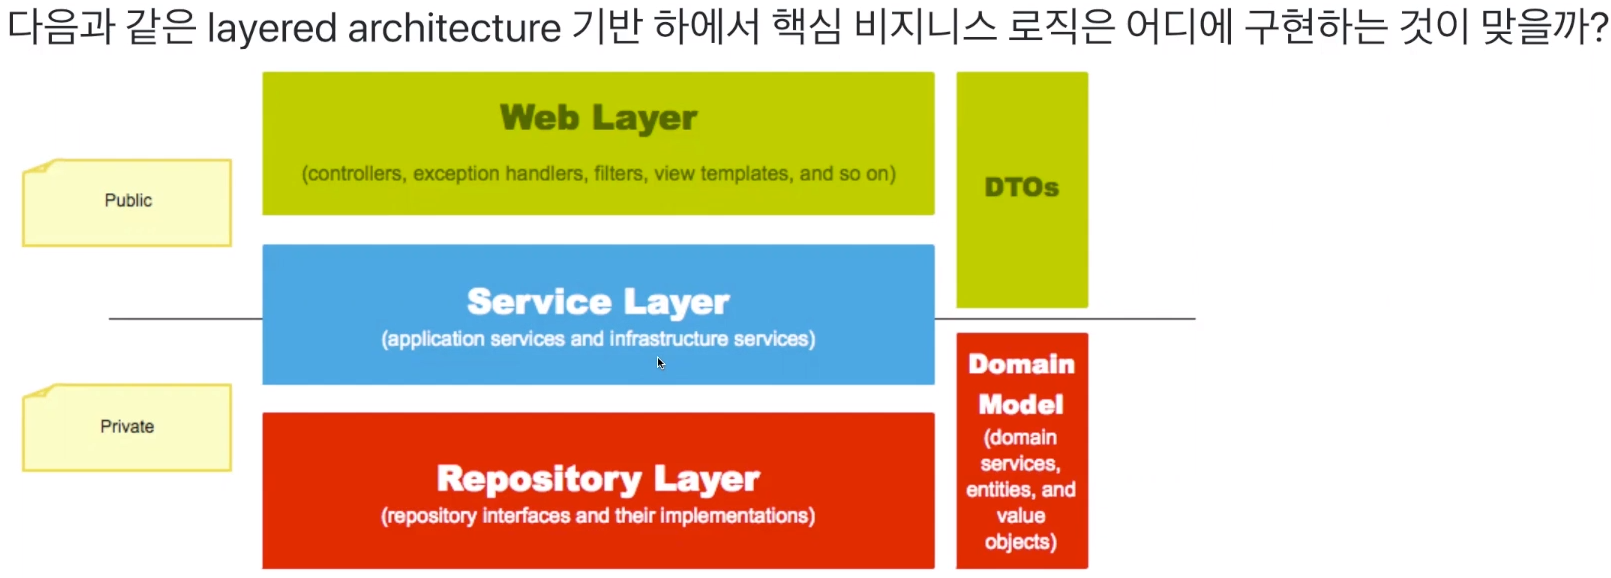 다음과 같은 layered architecture 기반 하에서 핵심 비지니스 로직은 어디에 구현하는 것이 맞을까?
Web Layer
(controllers, exception handlers, filters, view templates, and so on)
DTOs
Public
Service Layer
(application services and infrastructure services)
Domain
Model
(domain
services,
entities, and
value
objects)
Private
Repository Layer
(repository interfaces and their implementations)